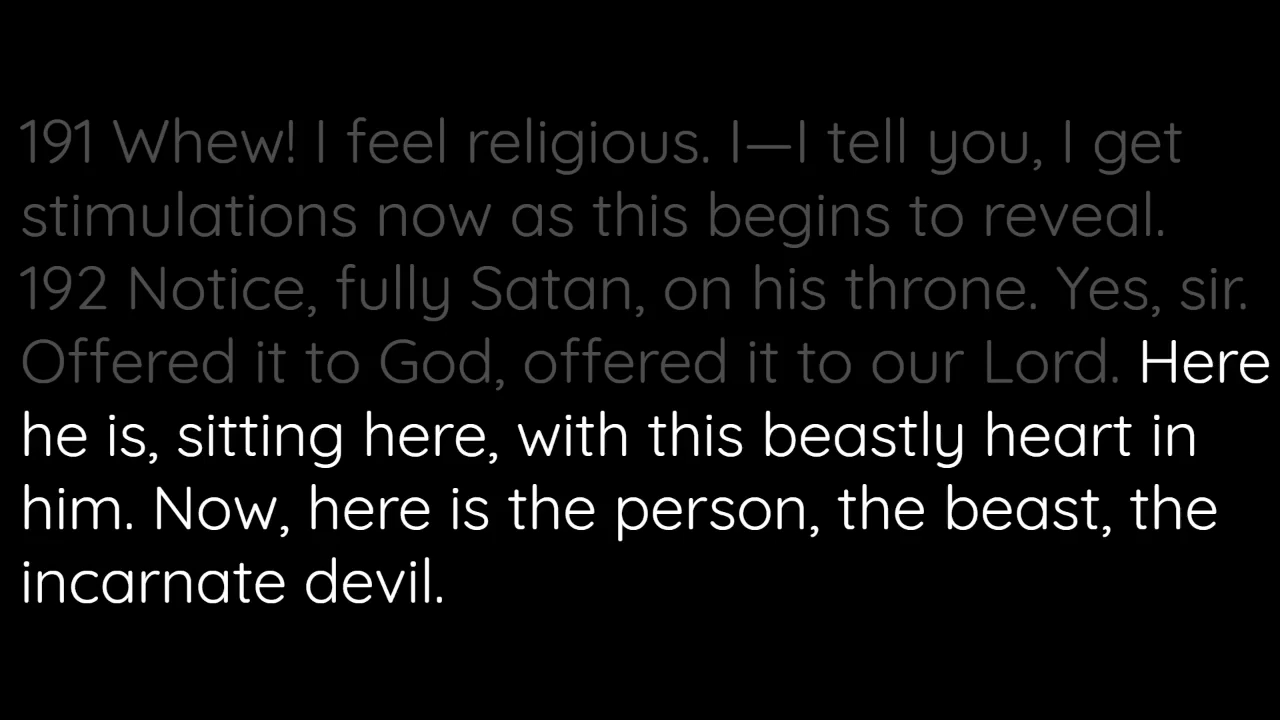 191 Whew! I feel religious. I—I tell you, I get
stimulations now as this begins to reveal.
192 Notice, fully Satan, on his throne. Yes, sir.
Offered it to God, offered it to our Lord. Here
he is, sitting here, with this beastly heart in
him. Now, here is the person, the beast, the
incarnate devil.